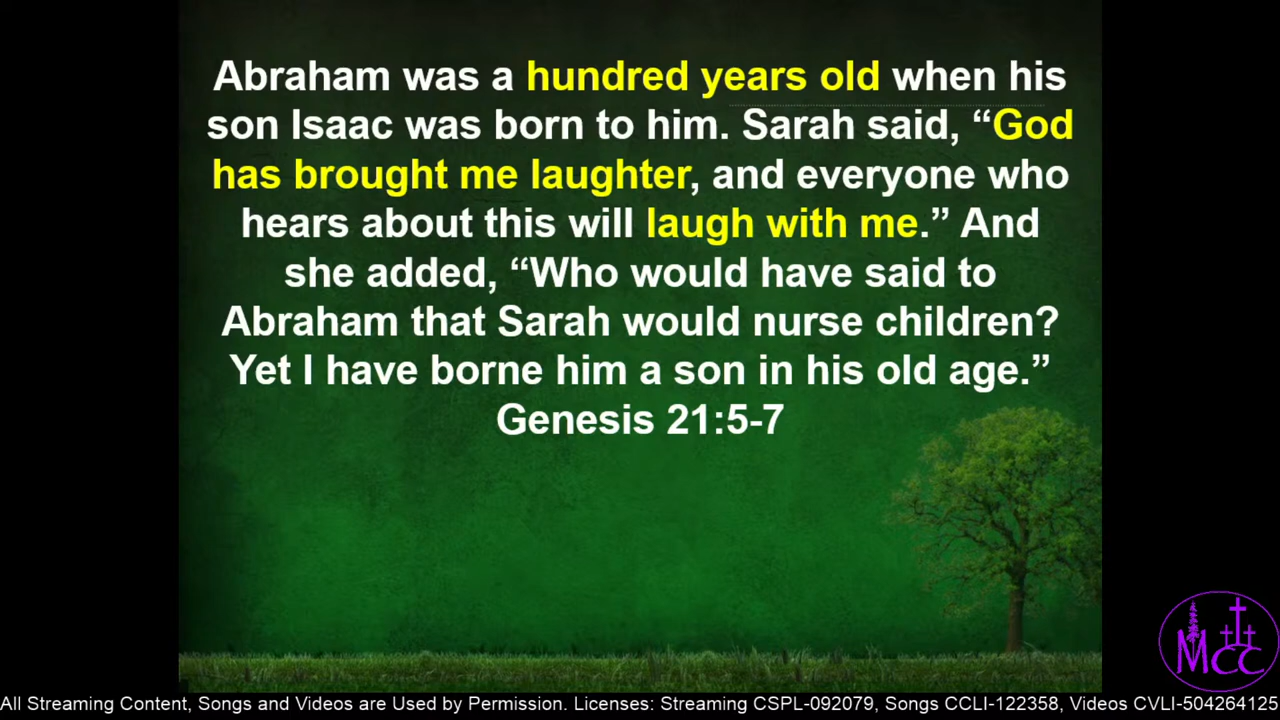 Abraham was a hundred years old when his
son Isaac was born to him. Sarah said, “God
has brought me laughter, and everyone who
hears about this will laugh with me.” And
she added, “Who would have said to
Abraham that Sarah would nurse children?
Yet I have borne him a son in his old age.”
Genesis 21:5-7
MCC
All Streaming Content, Songs and Videos are Used by Permission. Licenses: Streaming CSPL-092079, Songs CCLI-122358, Videos CVLI-504264125